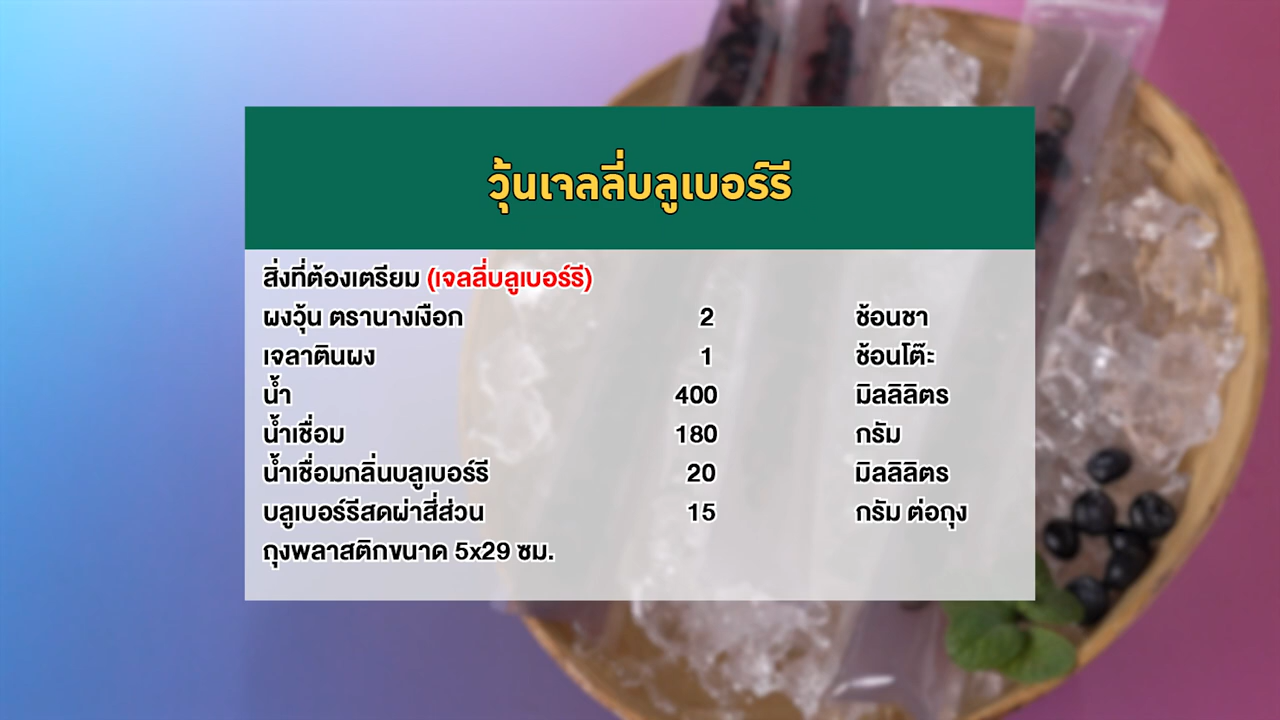 วุ้นเจลลี่บลูเบอร์รี
สิ่งที่ต้องเตรียม (เจลลี่บลูเบอร์รี)
ผงวุ้น ตรานางเงือก 2 ช้อนชา
เจลาตินผง 1 ช้อนโต๊ะ
น้ำ 400 มิลลิลิตร
น้ำเชื่อม 180 กรัม
น้ำเชื่อมกลิ่นบลูเบอร์รี 20 มิลลิลิตร
บลูเบอร์รีสดผ่าสี่ส่วน 15 กรัม ต่อถุง
ถุงพลาสติกขนาด 5x29 ซม.